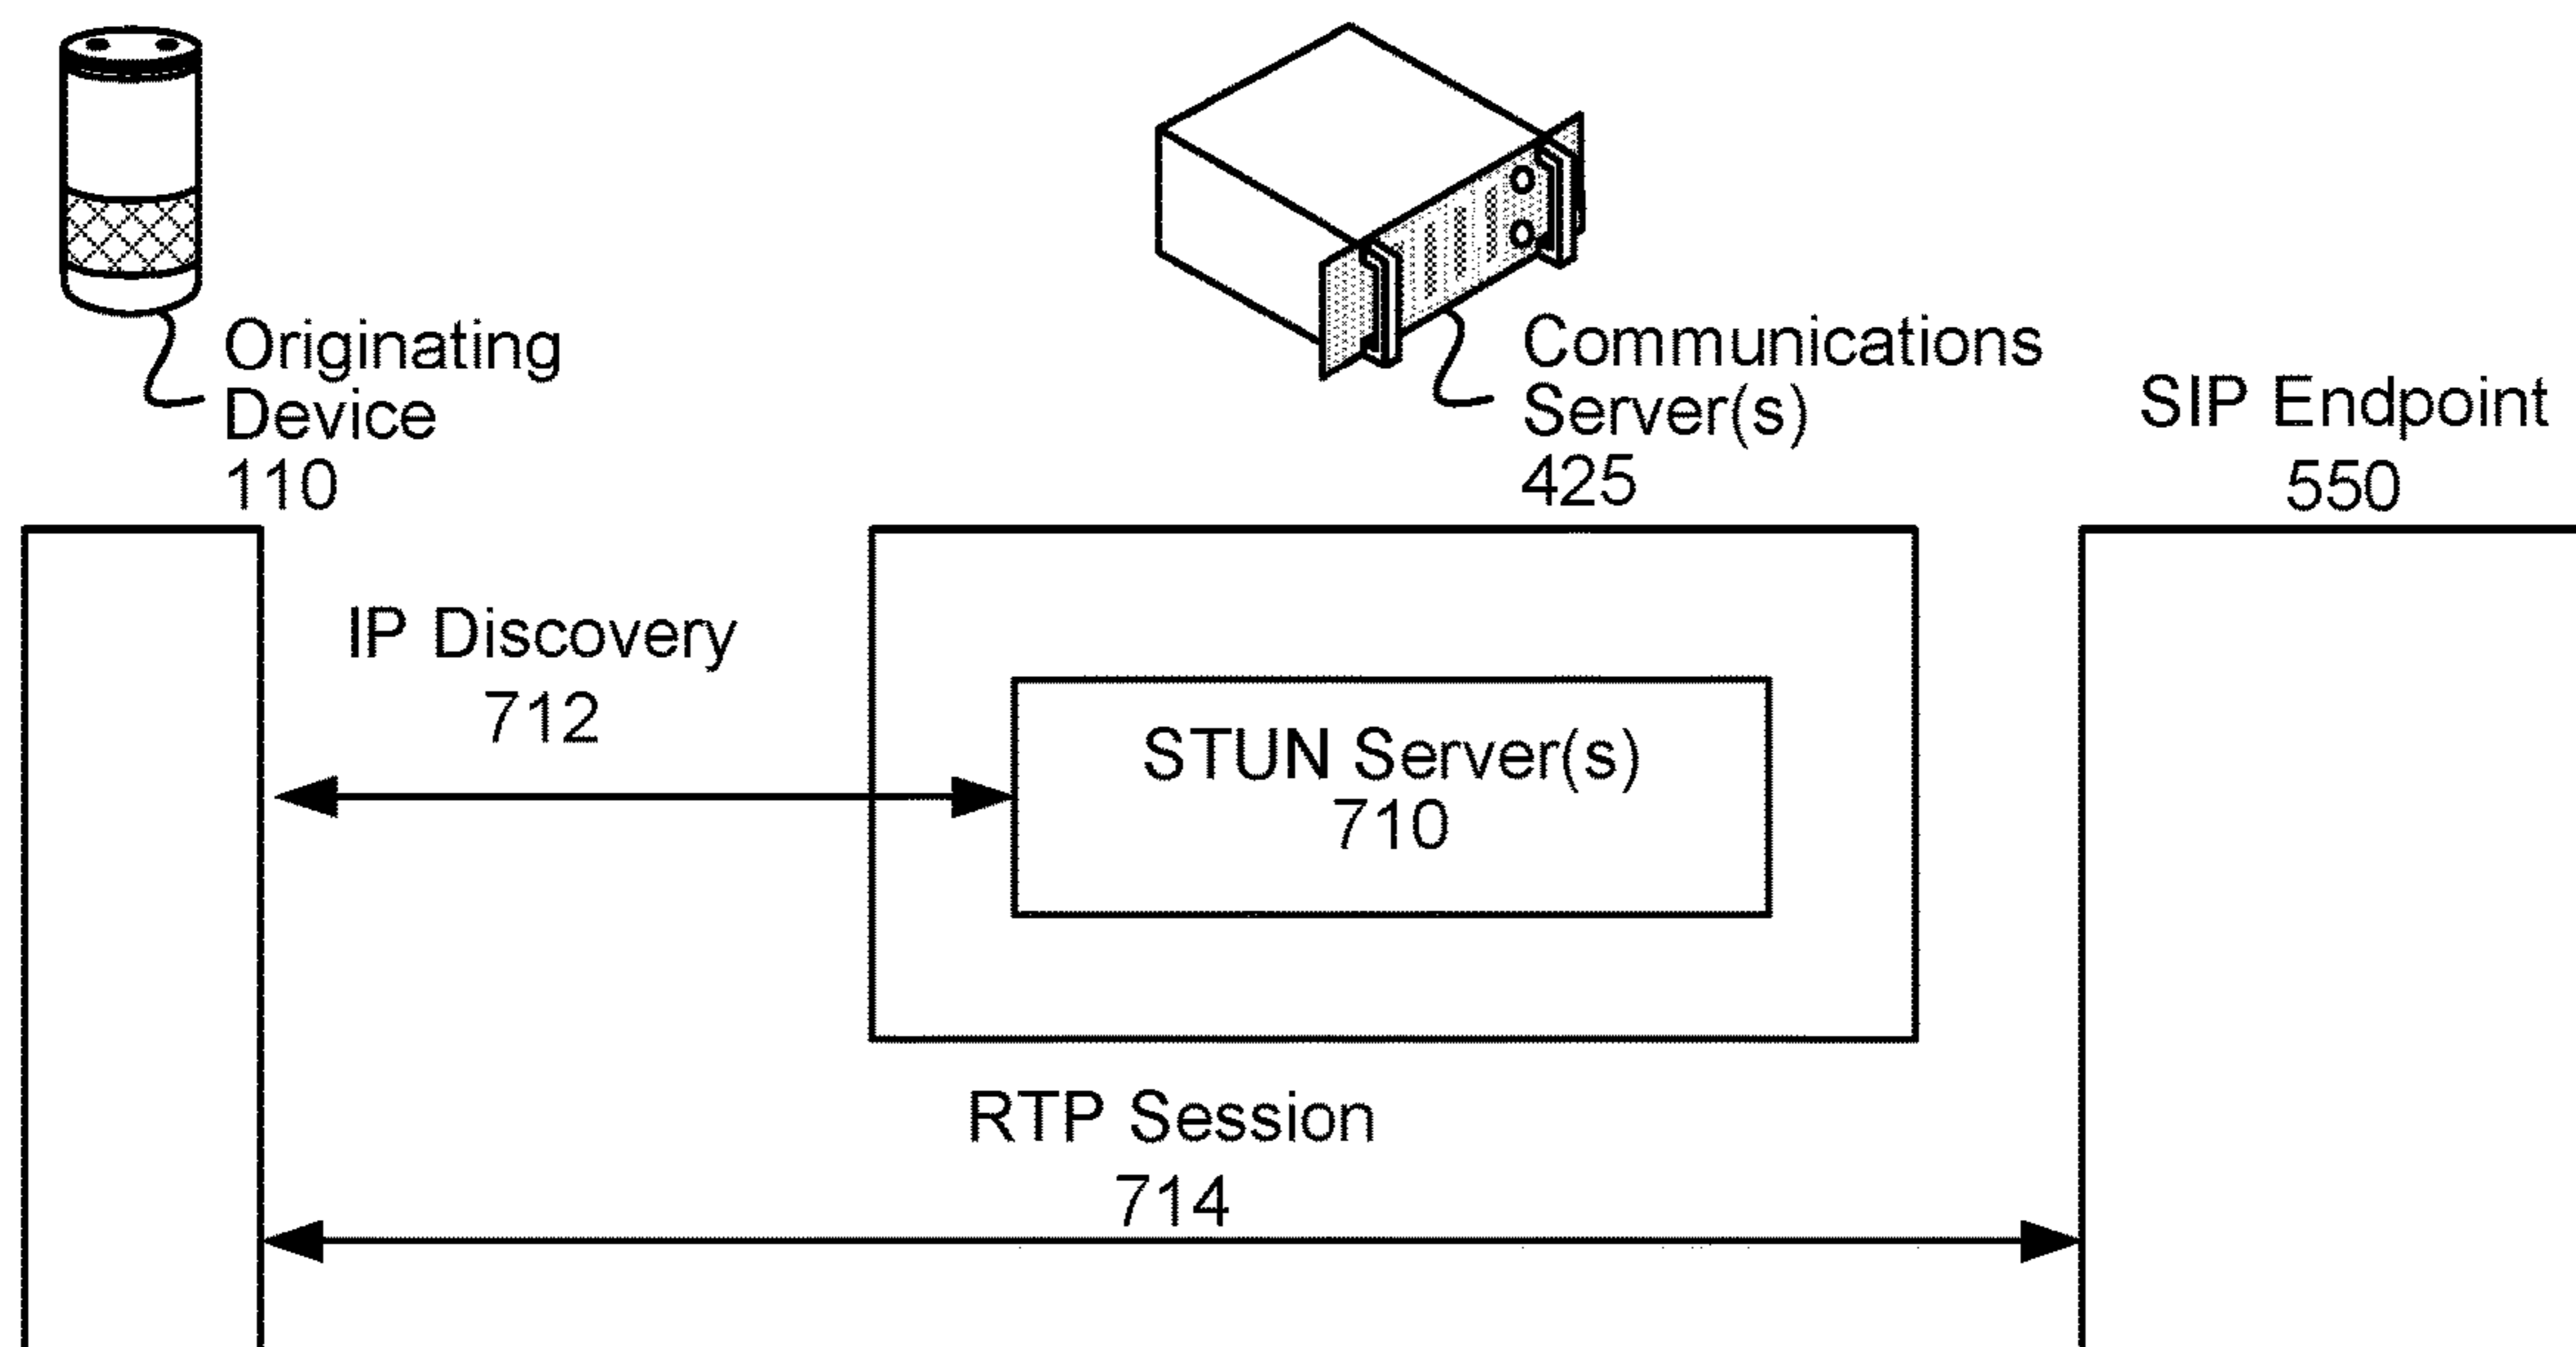 Originating
Device
110
Communications
Server(s)
425
SIP Endpoint
550
IP Discovery
712
STUN Server(s)
710
RTP Session
714